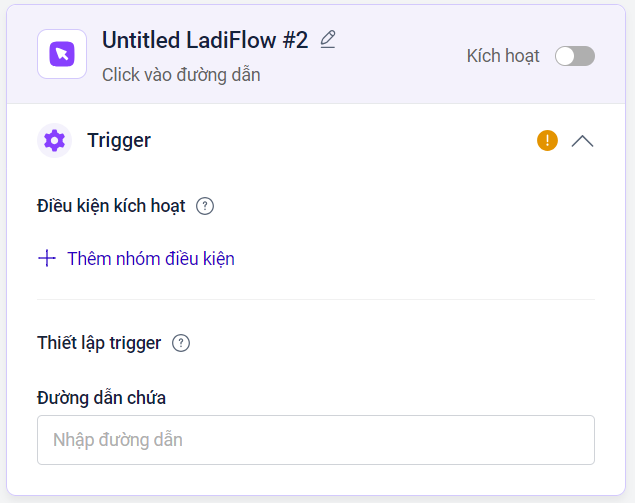 Untitled LadiFlow #2
Click vào đường dẫn
Kích hoạt
Trigger
Điều kiện kích hoạt
Thêm nhóm điều kiện
Thiết lập trigger
Đường dẫn chứa
Nhập đường dẫn